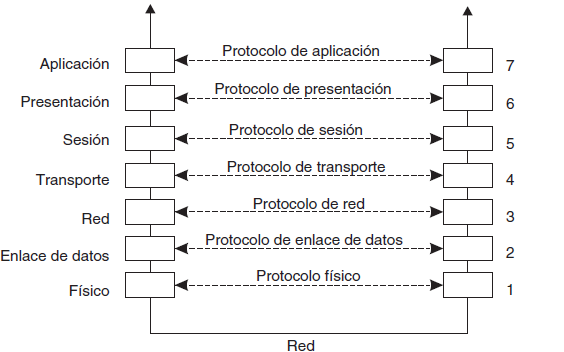 Aplicación Protocolo de aplicación 7
Presentación Protocolo de presentación 6
Sesión Protocolo de sesión 5
Transporte Protocolo de transporte 4
Red Protocolo de red 3
Enlace de datos Protocolo de enlace de datos 2
Físico Protocolo físico 1
Red